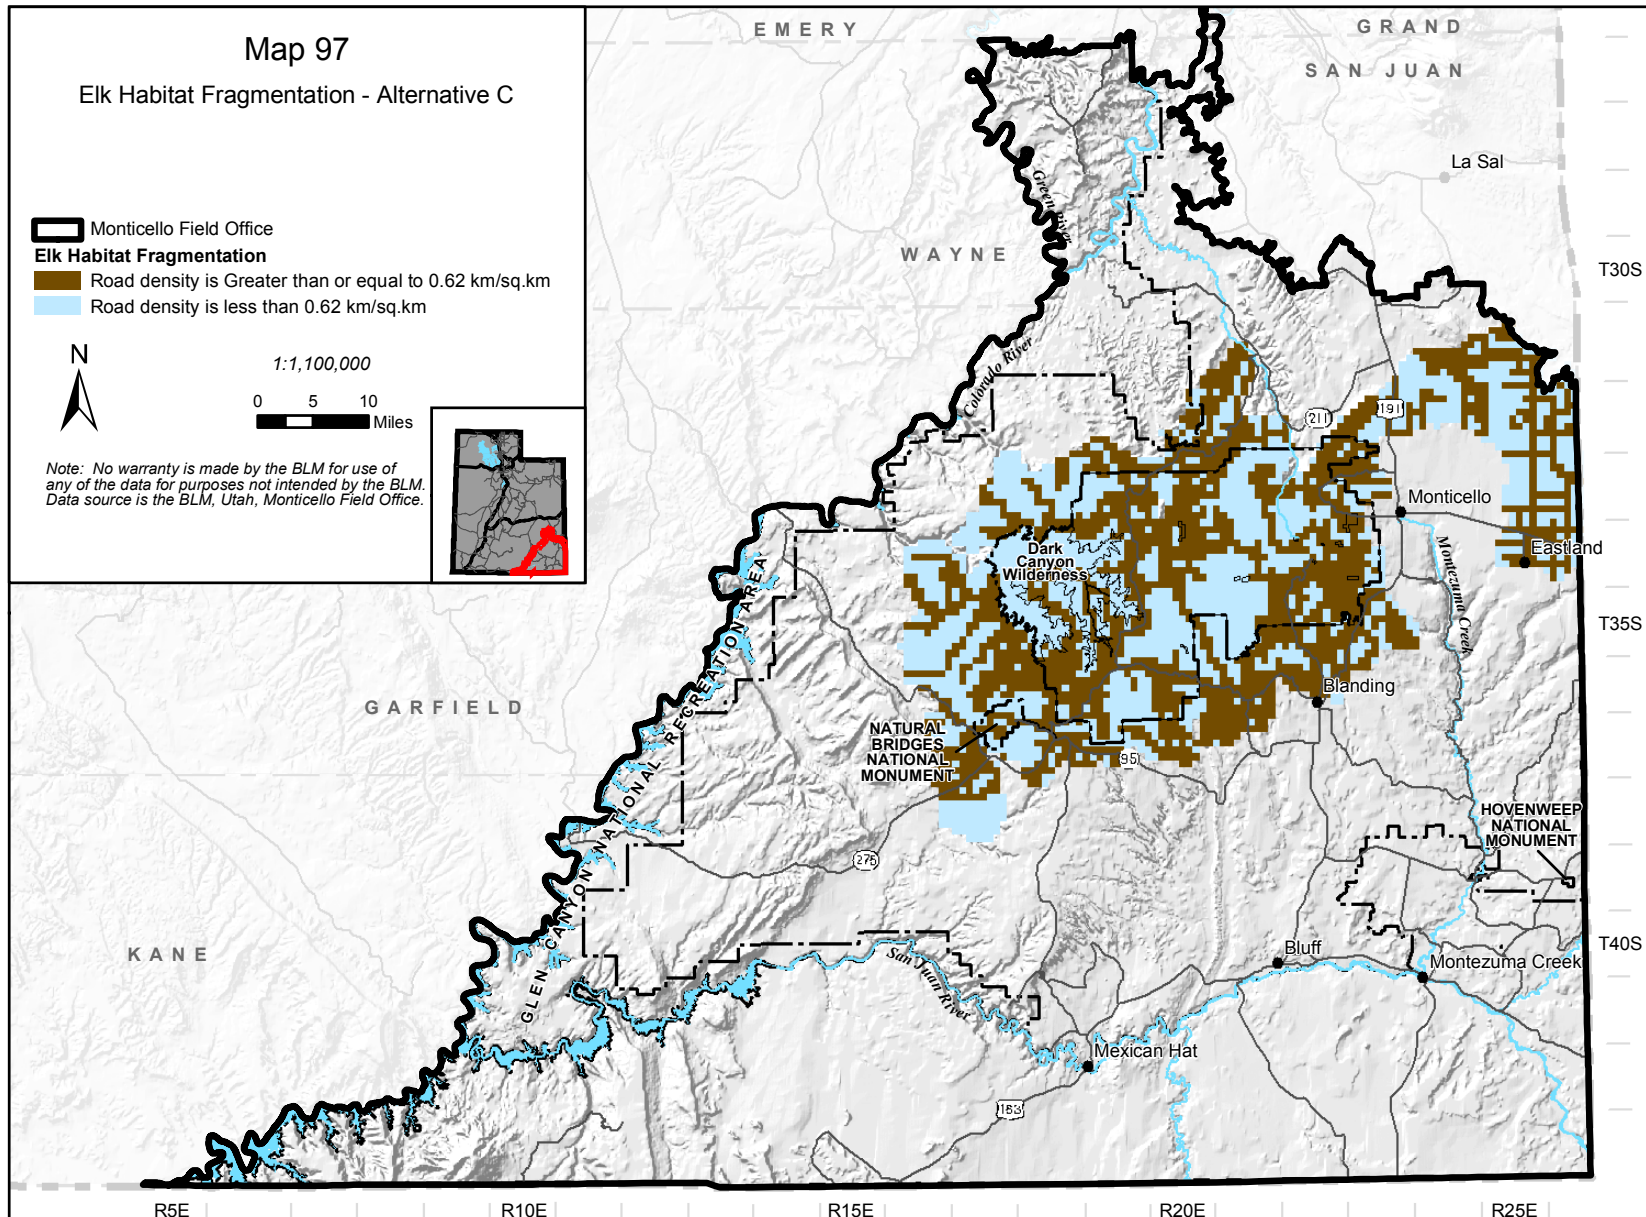 Map 97
Elk Habitat Fragmentation - Alternative C
Monticello Field Office
Elk Habitat Fragmentation
Road density is Greater than or equal to 0.62 km/sq.km
Road density is less than 0.62 km/sq.km
N
1:1,100,000
0 5 10
Miles
Note: No warranty is made by the BLM for use of
any of the data for purposes not intended by the BLM.
Data source is the BLM, Utah, Monticello Field Office.
EMERY
GRAND
SAN JUAN
La Sal
Green River
WAYNE
T30S
Colorado River
211
191
Monticello
Eastland
Dark
Canyon
Wilderness
Montezuma Creek
T35S
GARFIELD
Blanding
NATURAL
BRIDGES
NATIONAL
MONUMENT
95
HOVENWEEP
NATIONAL
MONUMENT
275
GLEN CANYON NATIONAL RECREATION AREA
KANE
T40S
Bluff
San Juan River
Montezuma Creek
Mexican Hat
163
R5E
R10E
R15E
R20E
R25E